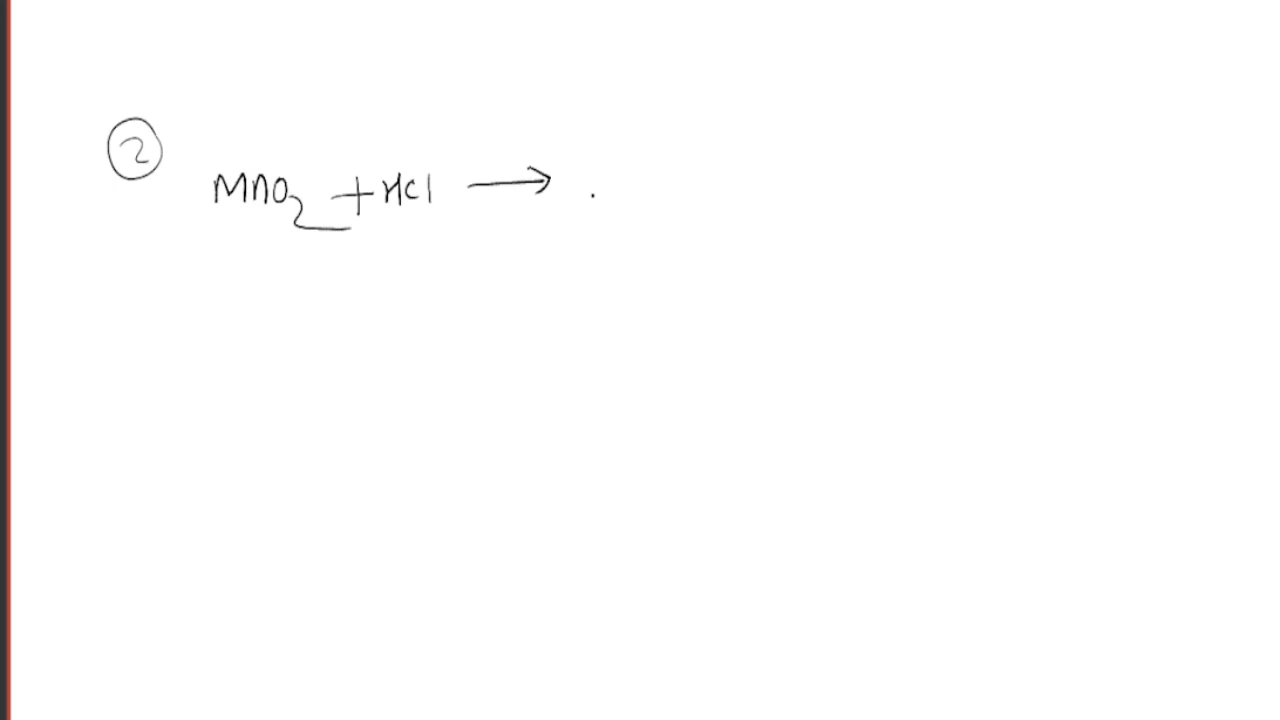 ②
MnO₂ + HCl ⟶ .